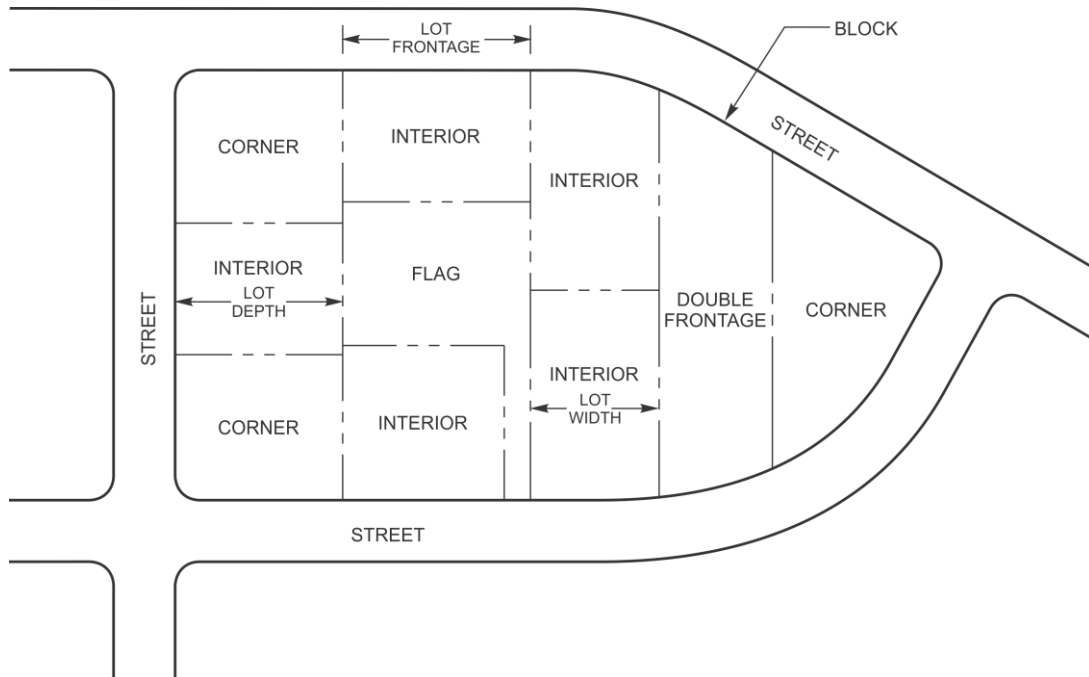 LOT
FRONTAGE
BLOCK
STREET
CORNER
INTERIOR
INTERIOR
INTERIOR
LOT
DEPTH
FLAG
STREET
DOUBLE
FRONTAGE
CORNER
INTERIOR
LOT
WIDTH
CORNER
INTERIOR
STREET